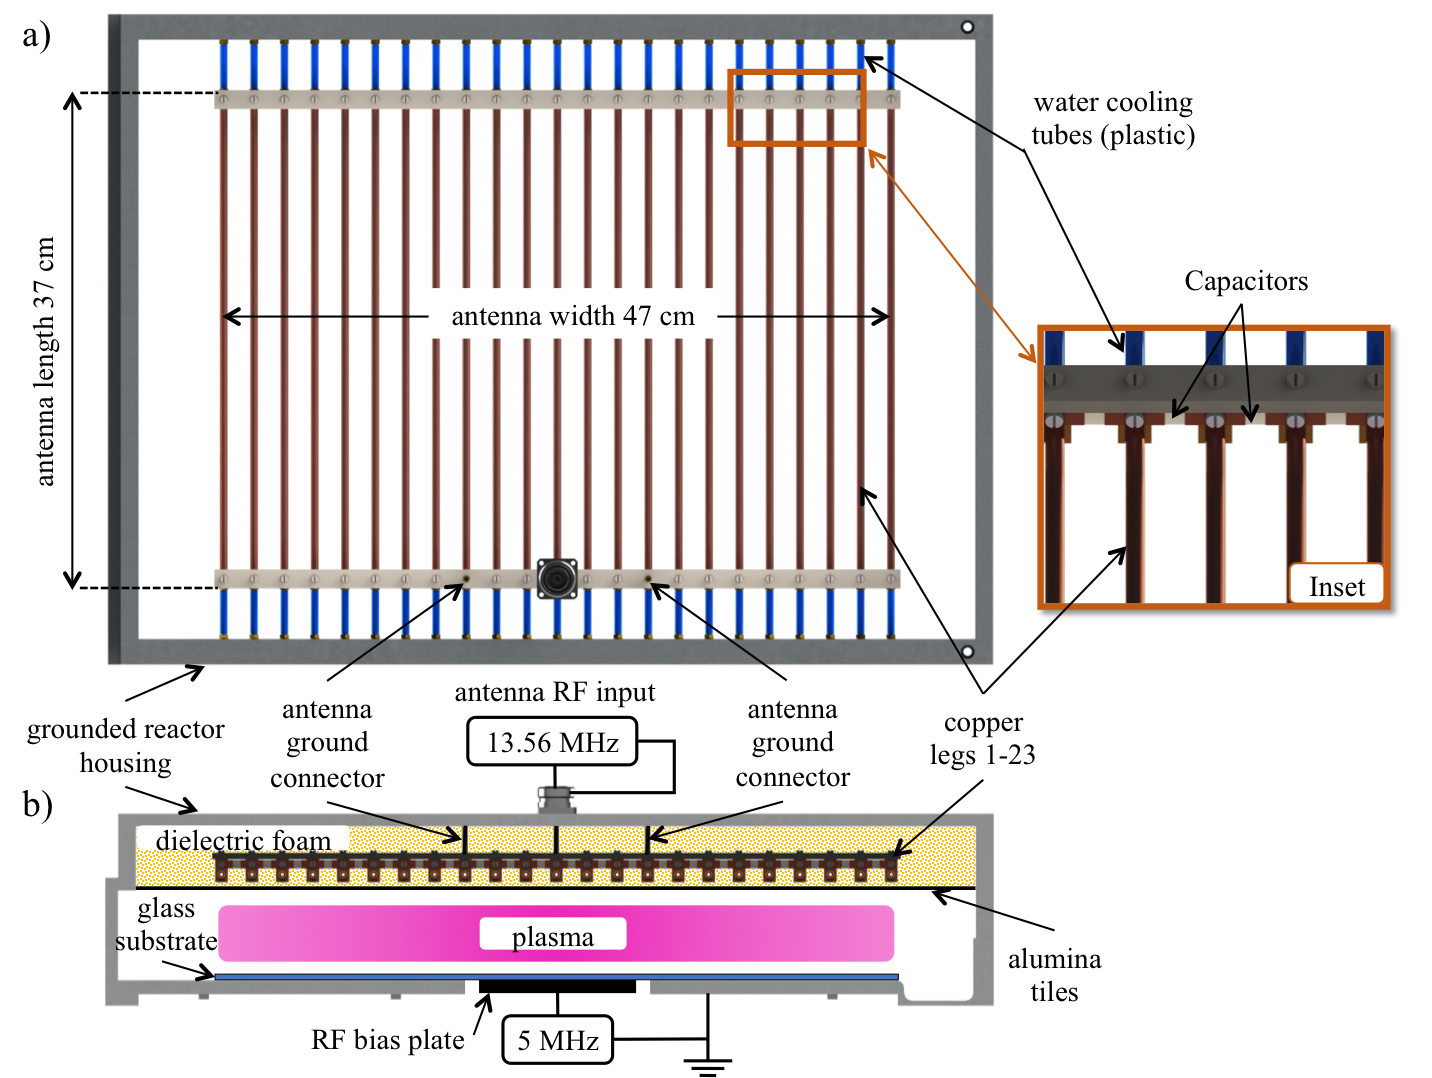 a)
antenna length 37 cm
antenna width 47 cm
water cooling
tubes (plastic)
Capacitors
Inset
grounded reactor
housing
antenna
ground
connector
antenna RF input
13.56 MHz
antenna
ground
connector
copper
legs 1-23
b)
dielectric foam
glass
substrate
plasma
alumina
tiles
RF bias plate
5 MHz